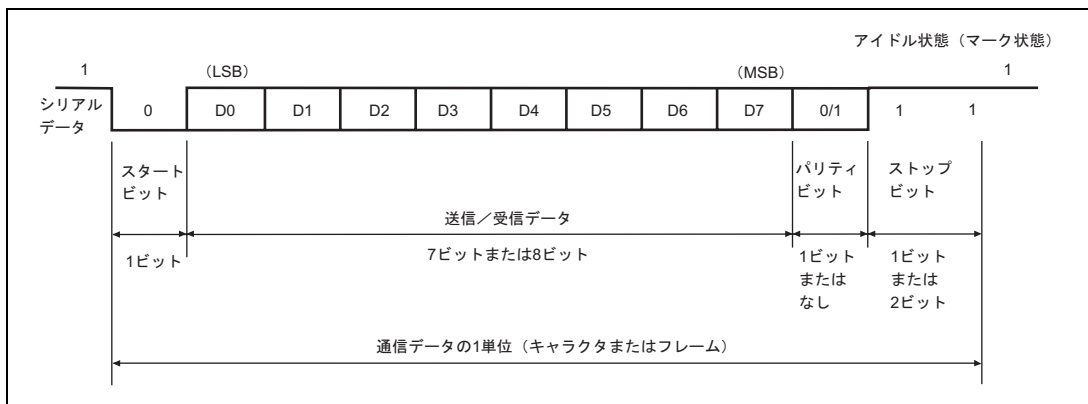 アイドル状態（マーク状態）
1 (LSB) (MSB) 1
シリアル
データ
0 D0 D1 D2 D3 D4 D5 D6 D7 0/1 1 1
スタート
ビット
パリティ
ビット
ストップ
ビット
送信／受信データ
1ビット
7ビットまたは8ビット
1ビット
または
なし
1ビット
または
2ビット
通信データの1単位（キャラクタまたはフレーム）